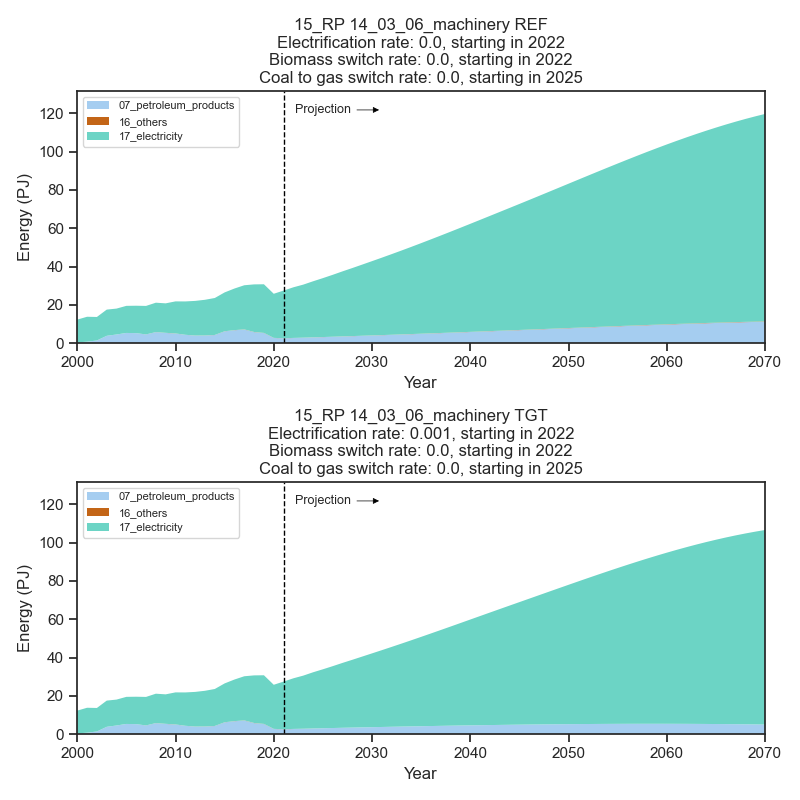 15_RP 14_03_06_machinery REF
Electrification rate: 0.0, starting in 2022
Biomass switch rate: 0.0, starting in 2022
Coal to gas switch rate: 0.0, starting in 2025
07_petroleum_products
16_others
17_electricity
Projection
120
100
80
60
40
20
0
Energy (PJ)
2000 2010 2020 2030 2040 2050 2060 2070
Year
15_RP 14_03_06_machinery TGT
Electrification rate: 0.001, starting in 2022
Biomass switch rate: 0.0, starting in 2022
Coal to gas switch rate: 0.0, starting in 2025
07_petroleum_products
16_others
17_electricity
Projection
120
100
80
60
40
20
0
Energy (PJ)
2000 2010 2020 2030 2040 2050 2060 2070
Year